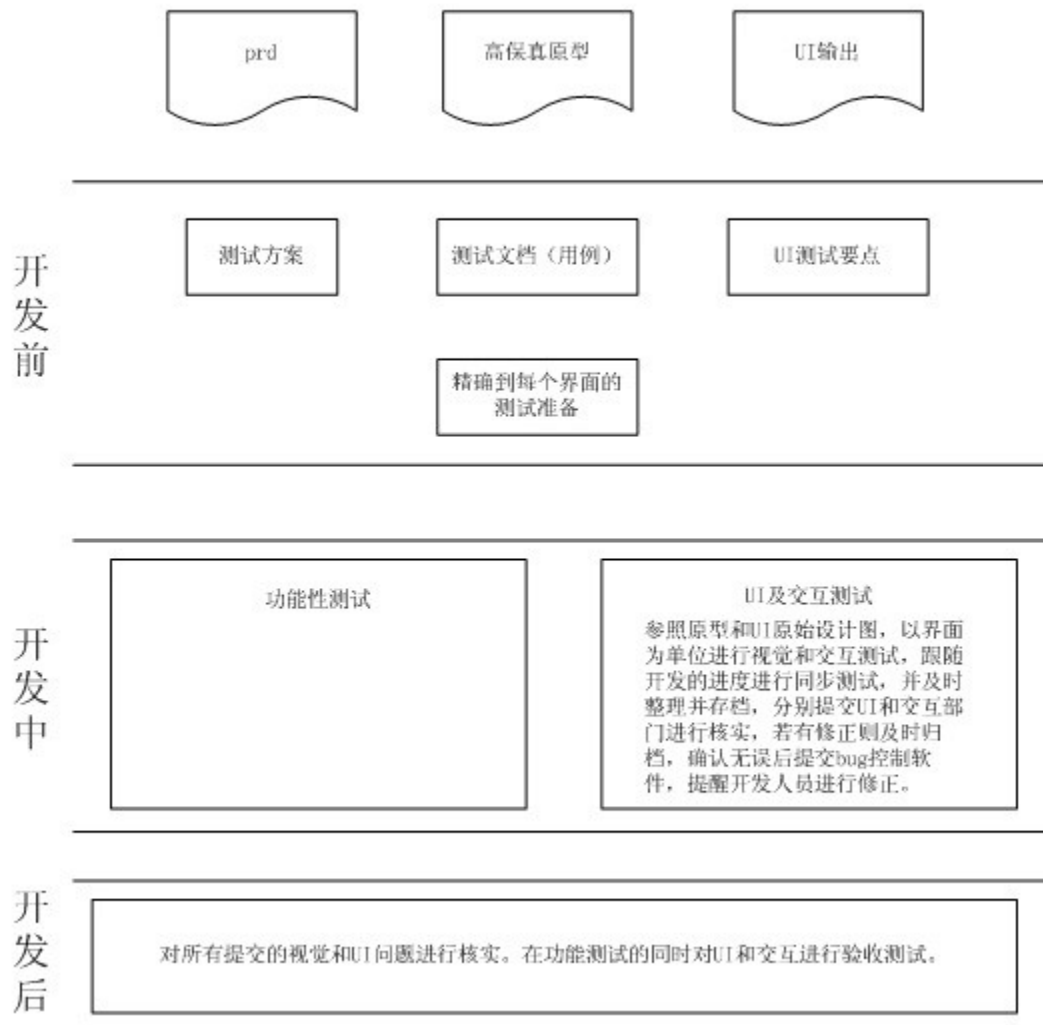 prd
高保真原型
UI输出
开发前
测试方案
测试文档（用例）
UI测试要点
精确到每个界面的
测试准备
开发中
功能性测试
UI及交互测试
参照原型和UI原始设计图，以界面
为单位进行视觉和交互测试，跟随
开发的进度进行同步测试，并及时
整理并存档，分别提交UI和交互部
门进行核实，若有修正则及时归
档，确认无误后提交bug控制软
件，提醒开发人员进行修正。
开发后
对所有提交的视觉和UI问题进行核实。在功能测试的同时对UI和交互进行验收测试。